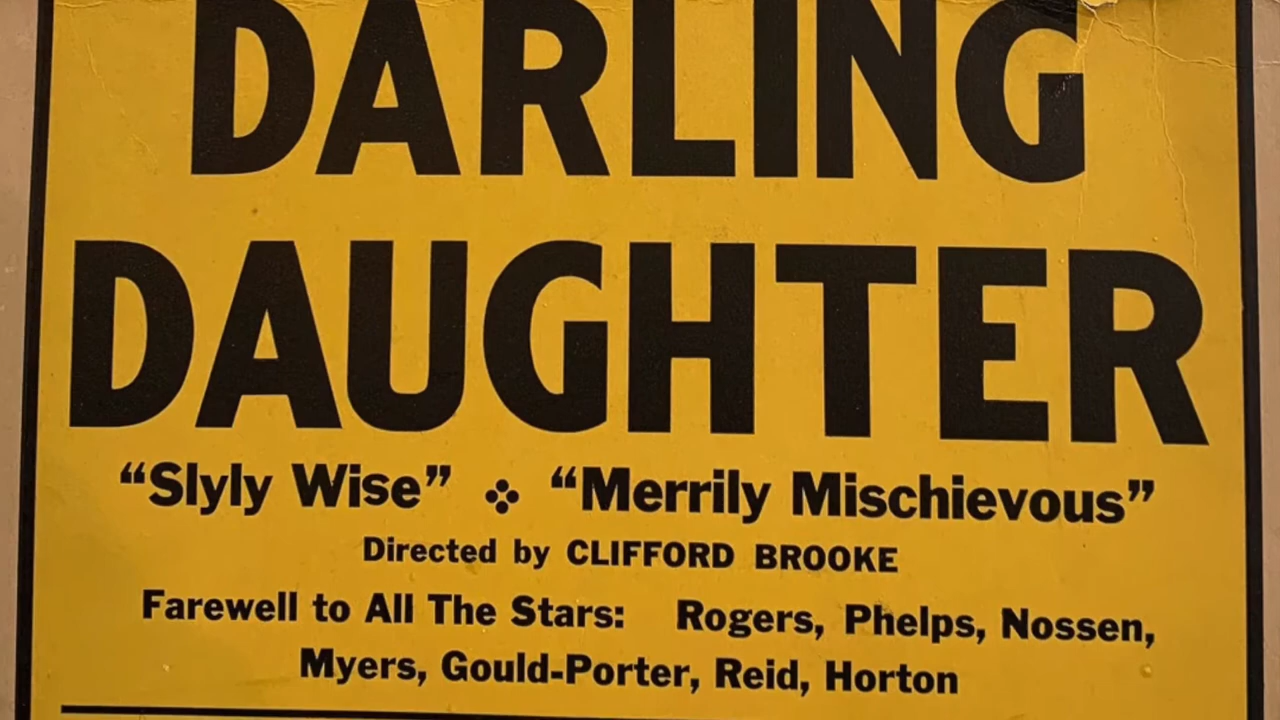 DARLING
DAUGHTER
“Slyly Wise” “Merrily Mischievous”
Directed by CLIFFORD BROOKE
Farewell to All The Stars: Rogers, Phelps, Nossen,
Myers, Gould-Porter, Reid, Horton